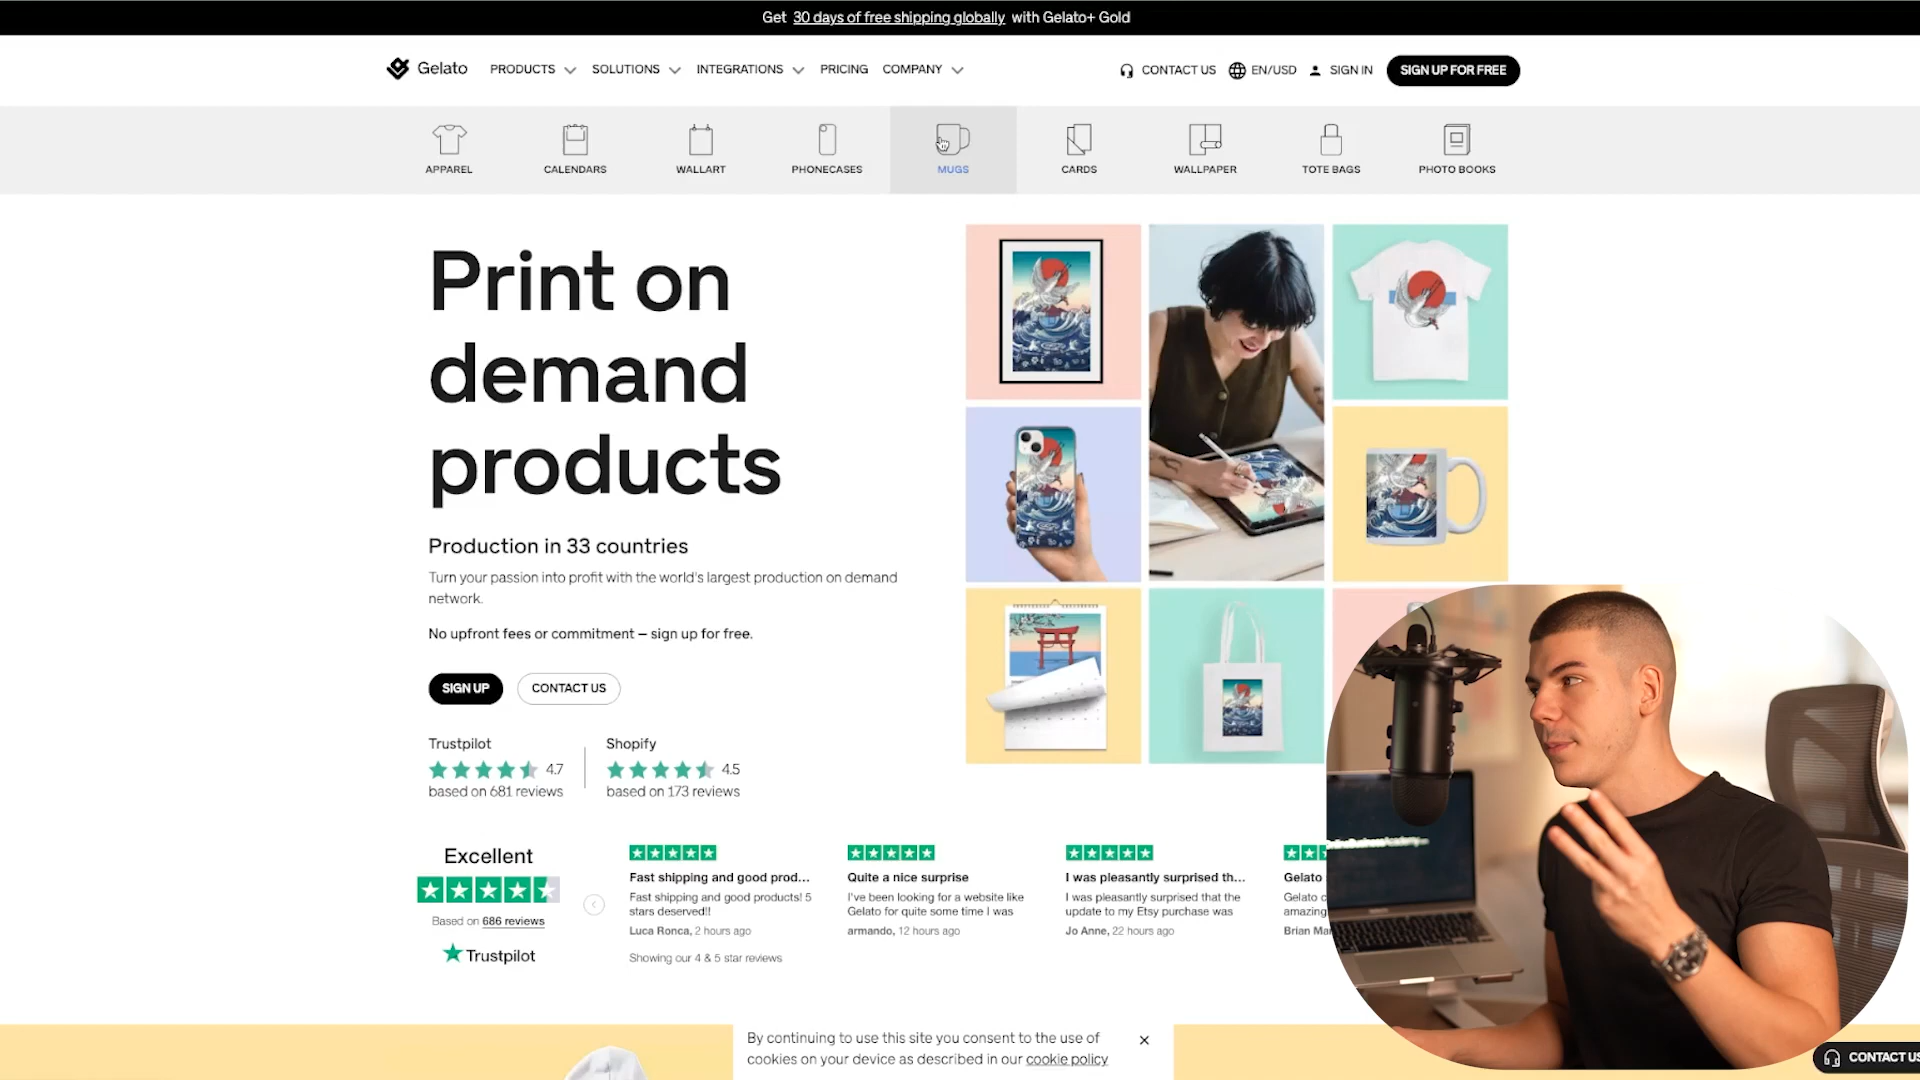 Get 30 days of free shipping globally with Gelato+ Gold
Gelato PRODUCTS SOLUTIONS INTEGRATIONS PRICING COMPANY CONTACT US EN/USD SIGN IN SIGN UP FOR FREE
APPAREL CALENDARS WALLART PHONECASES MUGS CARDS WALLPAPER TOTE BAGS PHOTO BOOKS
Print on
demand
products
Production in 33 countries
Turn your passion into profit with the world's largest production on demand
network.
No upfront fees or commitment – sign up for free.
SIGN UP CONTACT US
Trustpilot
4.7
based on 681 reviews
Shopify
4.5
based on 173 reviews
Excellent
Based on 686 reviews
Trustpilot
Fast shipping and good prod...
Fast shipping and good products! 5
stars deserved!!
Luca Ronca, 2 hours ago
Quite a nice surprise
I've been looking for a website like
Gelato for quite some time I was
armando, 12 hours ago
I was pleasantly surprised th...
I was pleasantly surprised that the
update to my Etsy purchase was
Jo Anne, 22 hours ago
Gelato
Gelato
amazing
Brian
Showing our 4 & 5 star reviews
By continuing to use this site you consent to the use of
cookies on your device as described in our cookie policy
CONTACT US